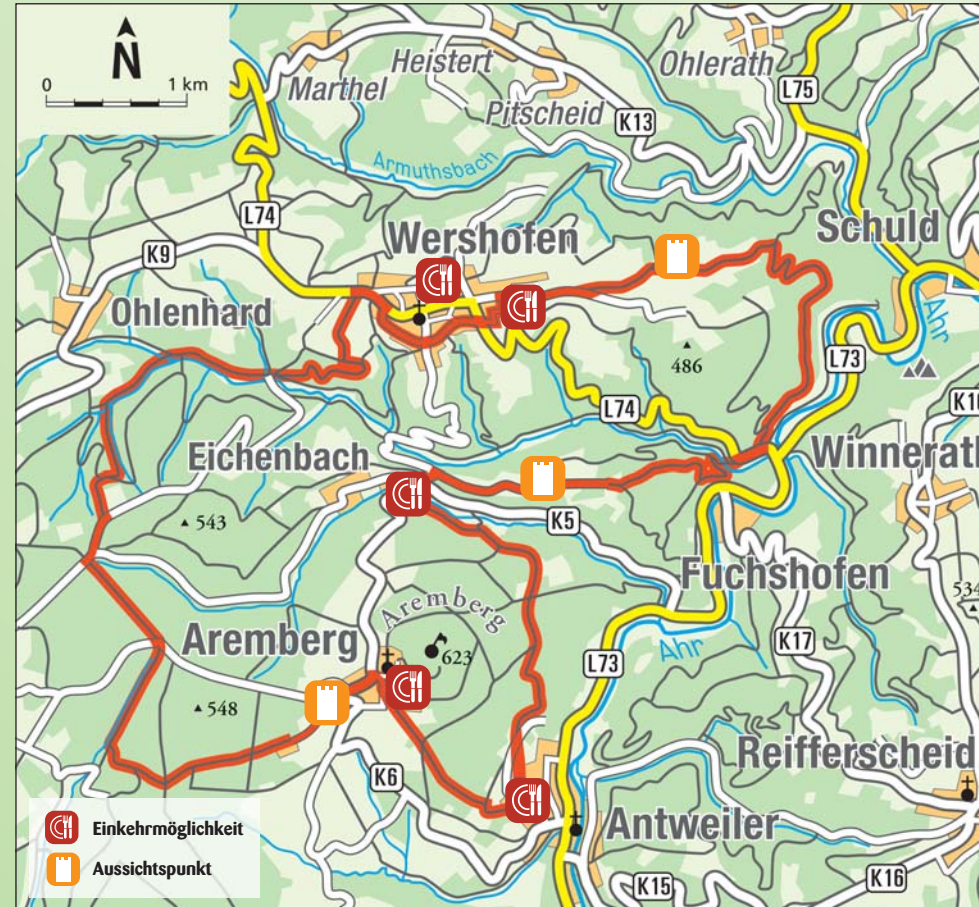 N
0 1 km
Marthel
Heistert
Pitscheid
Ohlerath
L75
K13
Armuthsbach
L74
K9
Wershofen
Schuld
Ohlenhard
Ahr
L73
486
L74
K1
Eichenbach
Winnerath
543
K5
Fuchshofen
Aremberg
534
Aremberg
623
K17
Ahr
L73
548
K6
Reifferscheid
Antweiler
K15
K16
Einkehrmöglichkeit
Aussichtspunkt